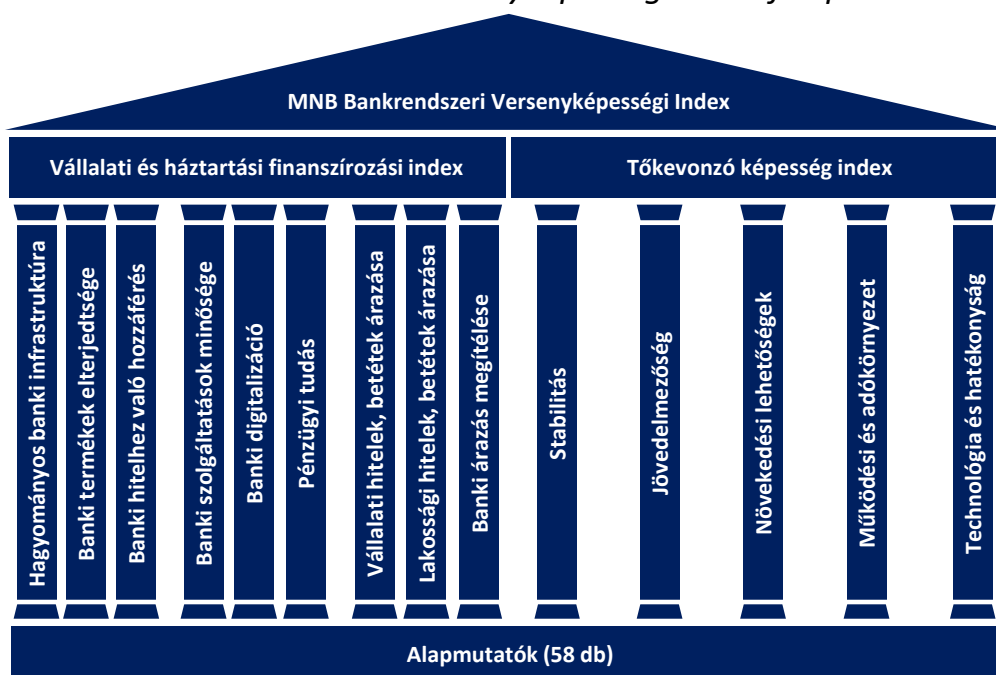 MNB Bankrendszeri Versenyképességi Index
Vállalati és háztartási finanszírozási index
Tőkevonzó képesség index
Hagyományos banki infrastruktúra
Banki termékek elterjedtsége
Banki hitelhez való hozzáférés
Banki szolgáltatások minősége
Banki digitalizáció
Pénzügyi tudás
Vállalati hitelek, betétek árazása
Lakossági hitelek, betétek árazása
Banki árazás megítélése
Stabilitás
Jövedelmezőség
Növekedési lehetőségek
Működési és adókörnyezet
Technológia és hatékonyság
Alapmutatók (58 db)